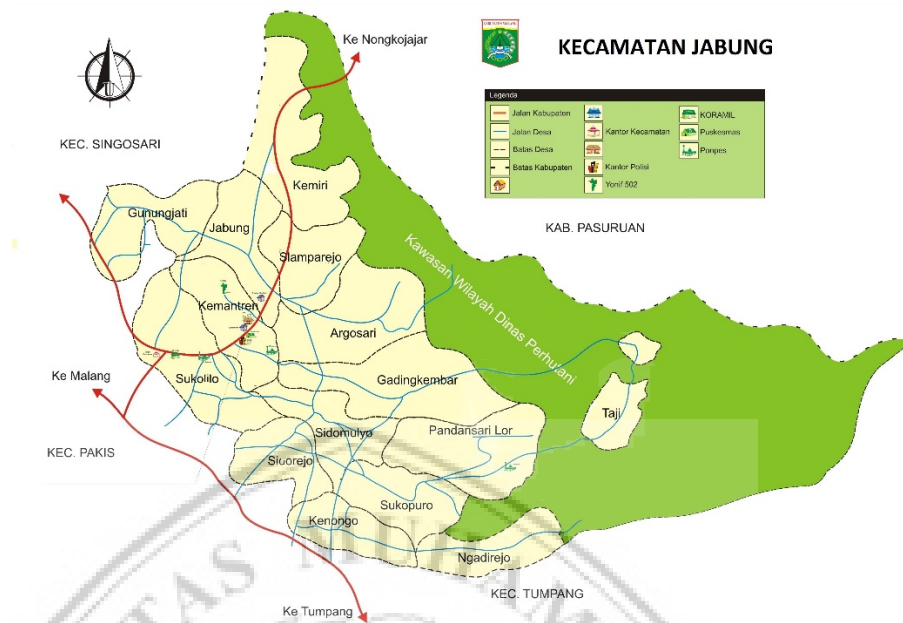 KECAMATAN JABUNG
Ke Nongkojajar
Legenda
Jalan Kabupaten
Jalan Desa
Batas Desa
Batas Kabupaten
Kantor Kecamatan
Kantor Polisi
Yonif 502
KORAMIL
Puskesmas
Ponpes
U
KEC. SINGOSARI
KAB. PASURUAN
Kemiri
Gunungjati
Jabung
Slamparejo
Kawasan Wilayah Dinas Perhutani
Kemantren
Argosari
Ke Malang
Sukolilo
Gadingkembar
Taji
Pandansari Lor
Sidomulyo
KEC. PAKIS
Sidorejo
Sukopuro
Kenongo
Ngadirejo
KEC. TUMPANG
Ke Tumpang
TAS MUHAM